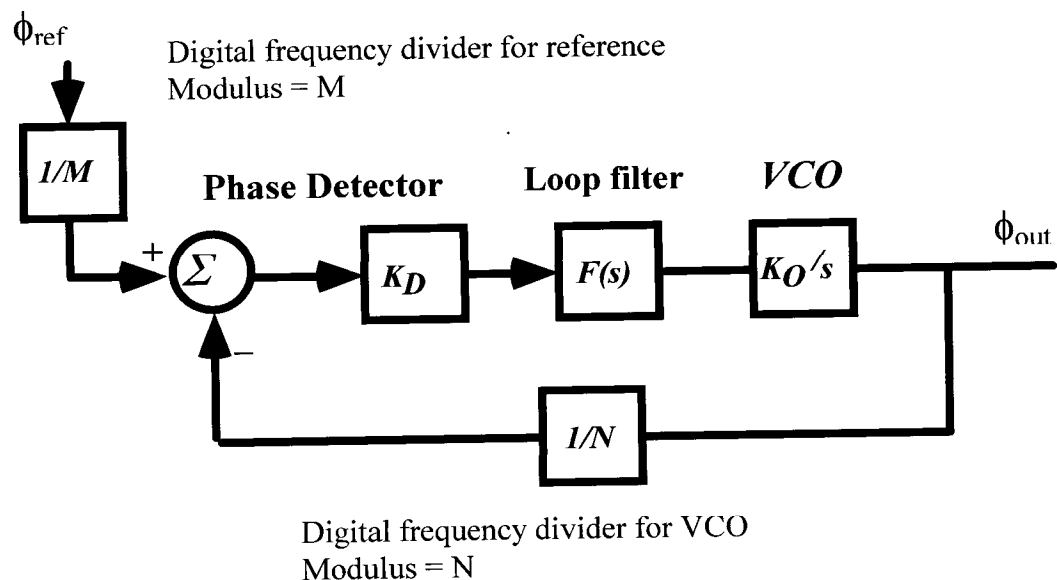 ϕref
Digital frequency divider for reference
Modulus = M
1/M
Phase Detector
Loop filter
VCO
ϕout
+
Σ
KD
F(s)
KO/s
−
1/N
Digital frequency divider for VCO
Modulus = N